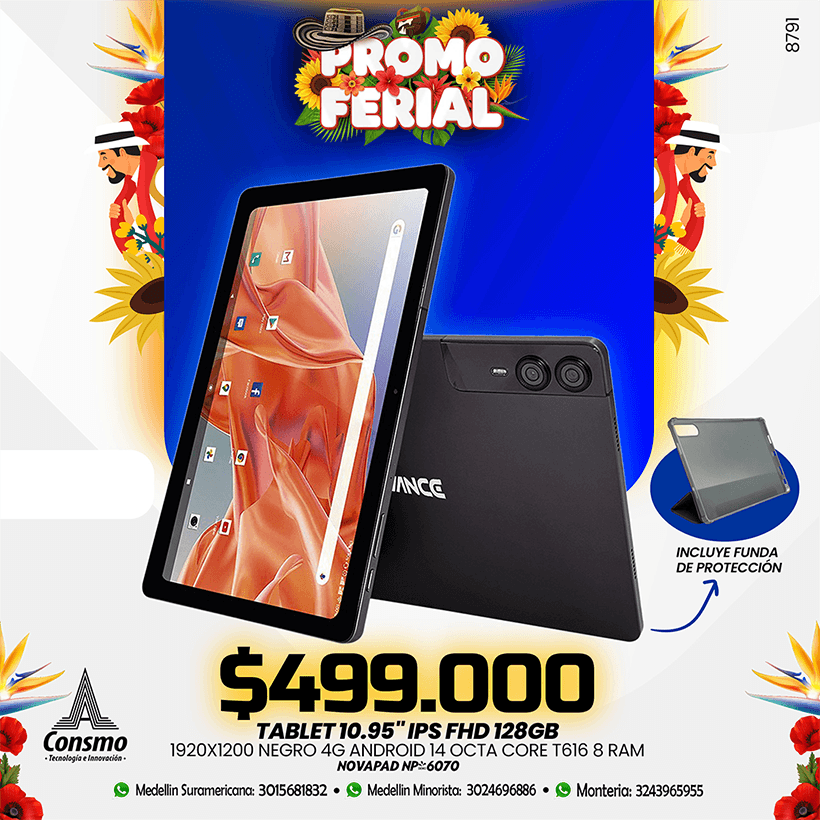 8791
PROMO
FERIAL
INCLUYE FUNDA
DE PROTECCIÓN
$499.000
TABLET 10.95" IPS FHD 128GB
1920X1200 NEGRO 4G ANDROID 14 OCTA CORE T616 8 RAM
NOVAPAD NP-6070
Consmo
• Tecnología e Innovación •
Medellin Suramericana: 3015681832 • Medellin Minorista: 3024696886 • Monteria: 3243965955